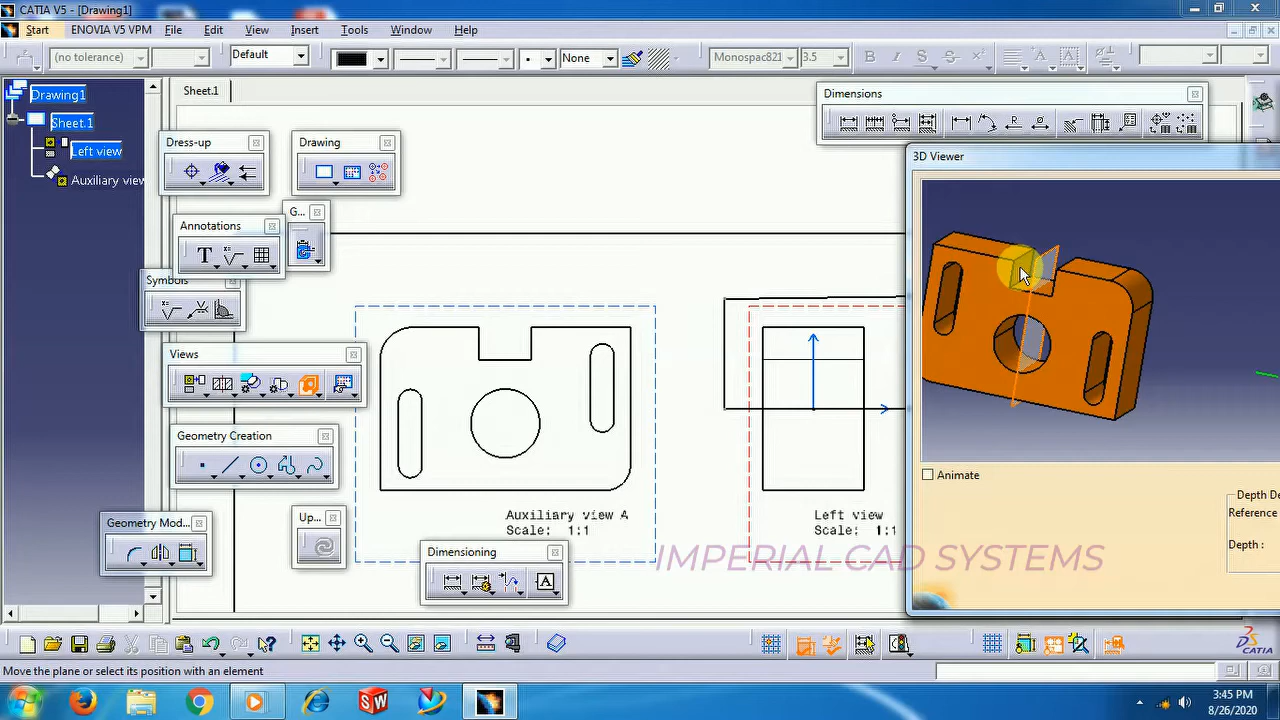 CATIA V5 - [Drawing1]
Start ENOVIA V5 VPM File Edit View Insert Tools Window Help
(no tolerance) Default None Monospac821 3.5
Drawing1
Sheet.1
Left view
Auxiliary view
Sheet.1
Dimensions
Dress-up
Drawing
3D Viewer
Annotations
G...
Symbols
Views
Geometry Creation
Animate
Depth De
Reference
Depth :
Auxiliary view A
Scale: 1:1
Left view
Scale: 1:1
Geometry Mod...
Up...
Dimensioning
IMPERIAL CAD SYSTEMS
CATIA
Move the plane or select its position with an element
3:45 PM
8/26/2020